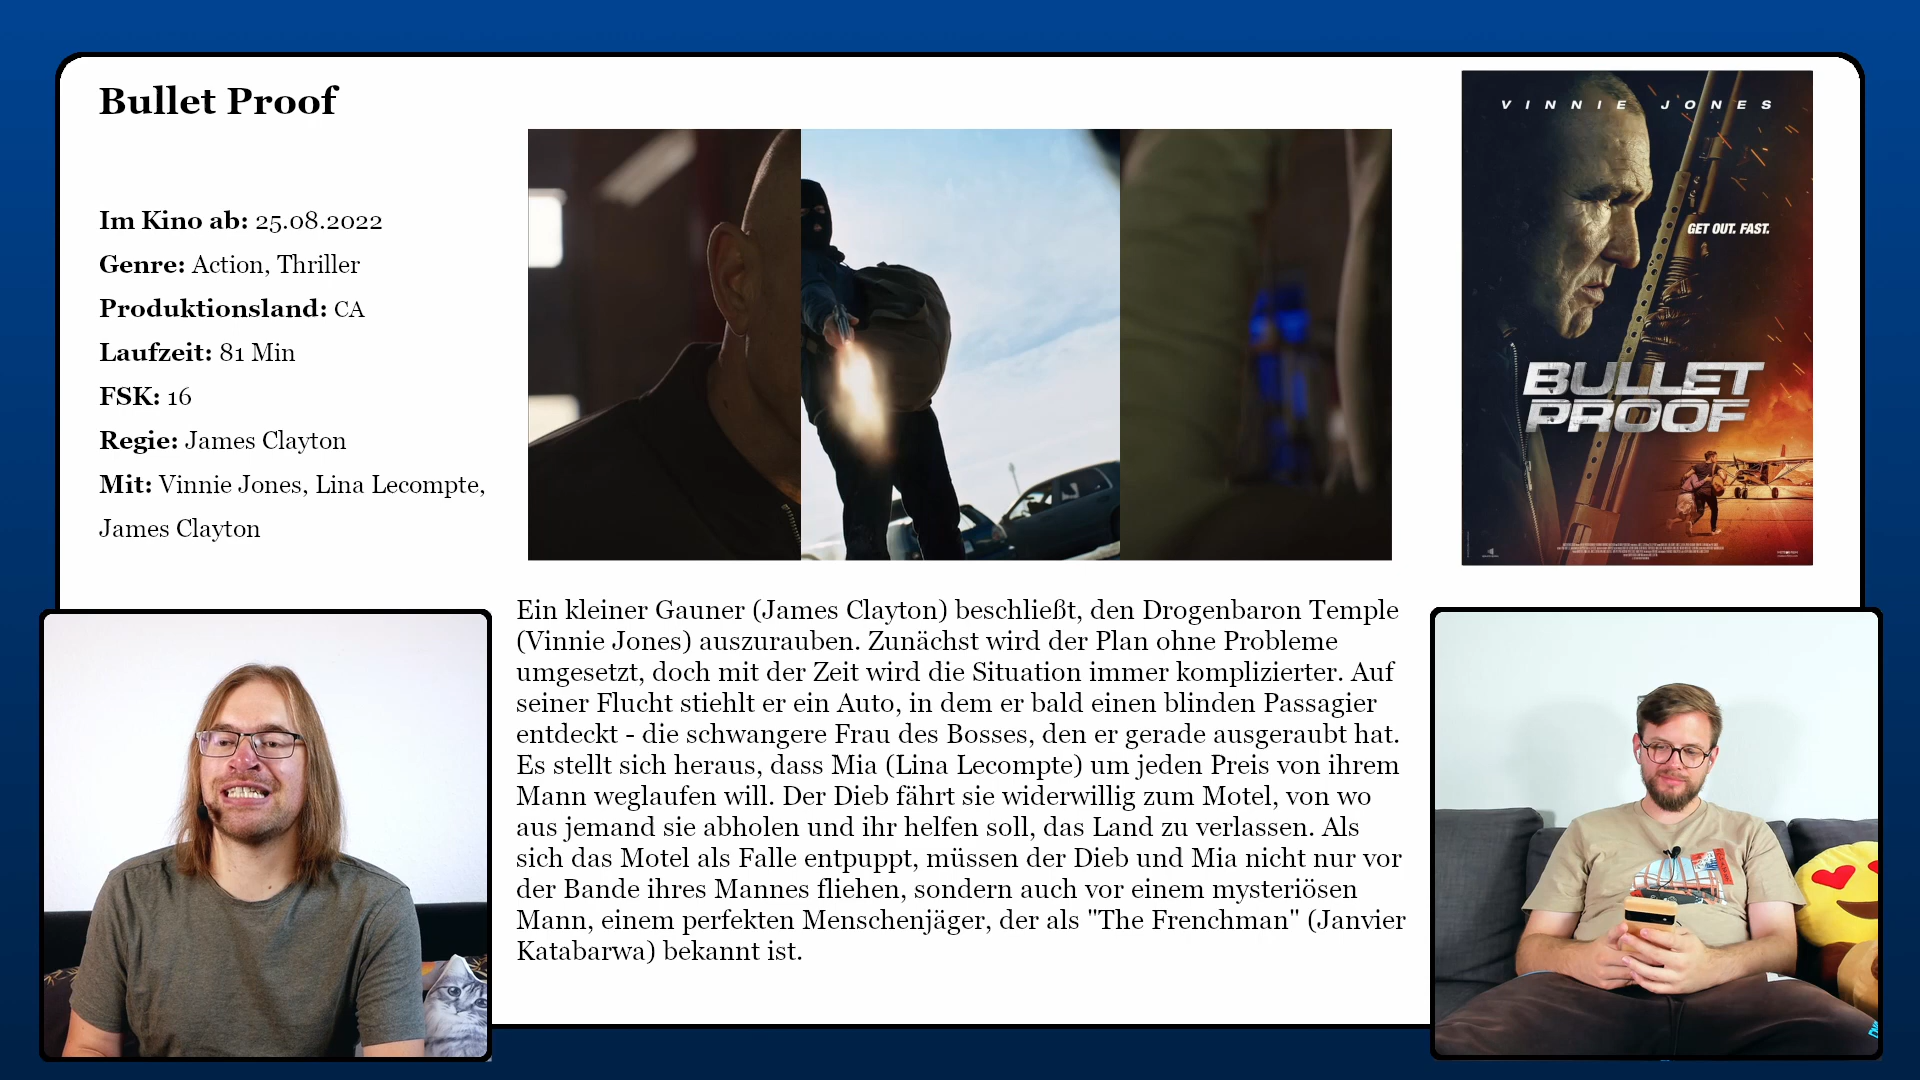 Bullet Proof
Im Kino ab: 25.08.2022
Genre: Action, Thriller
Produktionsland: CA
Laufzeit: 81 Min
FSK: 16
Regie: James Clayton
Mit: Vinnie Jones, Lina Lecompte,
James Clayton
VINNIE JONES
GET OUT. FAST.
BULLET
PROOF
Ein kleiner Gauner (James Clayton) beschließt, den Drogenbaron Temple
(Vinnie Jones) auszurauben. Zunächst wird der Plan ohne Probleme
umgesetzt, doch mit der Zeit wird die Situation immer komplizierter. Auf
seiner Flucht stiehlt er ein Auto, in dem er bald einen blinden Passagier
entdeckt - die schwangere Frau des Bosses, den er gerade ausgeraubt hat.
Es stellt sich heraus, dass Mia (Lina Lecompte) um jeden Preis von ihrem
Mann weglaufen will. Der Dieb fährt sie widerwillig zum Motel, von wo
aus jemand sie abholen und ihr helfen soll, das Land zu verlassen. Als
sich das Motel als Falle entpuppt, müssen der Dieb und Mia nicht nur vor
der Bande ihres Mannes fliehen, sondern auch vor einem mysteriösen
Mann, einem perfekten Menschenjäger, der als "The Frenchman" (Janvier
Katabarwa) bekannt ist.